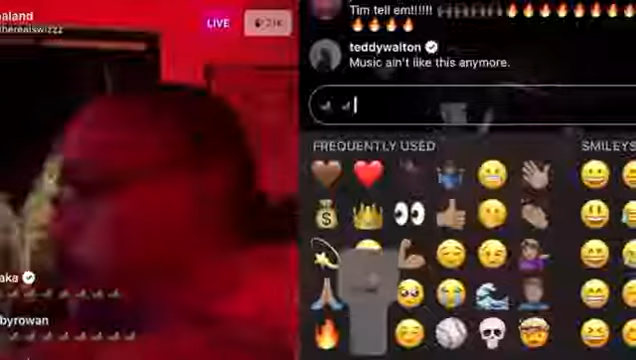 aland
therealswizzz
LIVE
aka
byrowan
Tim tell em!!!!!!
teddywalton
Music ain't like this anymore.
FREQUENTLY USED
SMILEYS